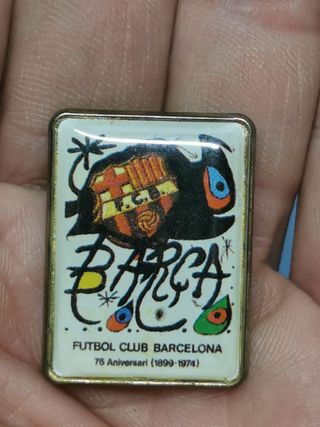 F.C.B.
BARÇA
FUTBOL CLUB BARCELONA
75 Aniversari (1899-1974)